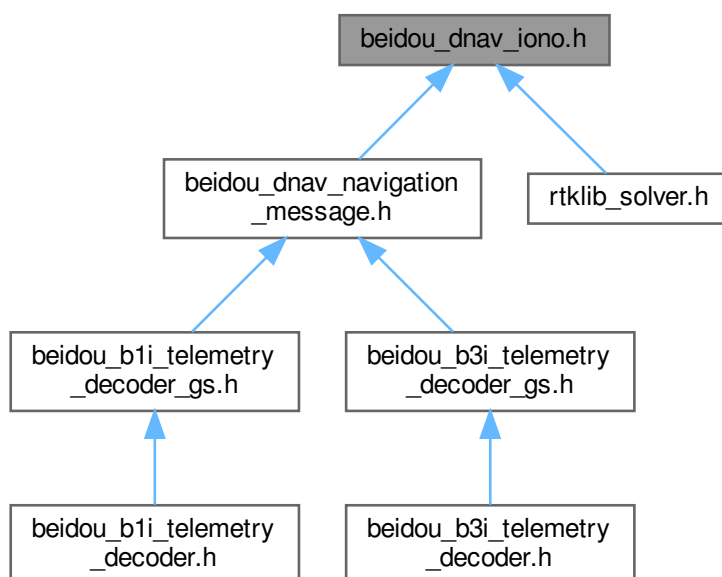 beidou_dnav_iono.h
beidou_dnav_navigation
_message.h
rtklib_solver.h
beidou_b1i_telemetry
_decoder_gs.h
beidou_b3i_telemetry
_decoder_gs.h
beidou_b1i_telemetry
_decoder.h
beidou_b3i_telemetry
_decoder.h